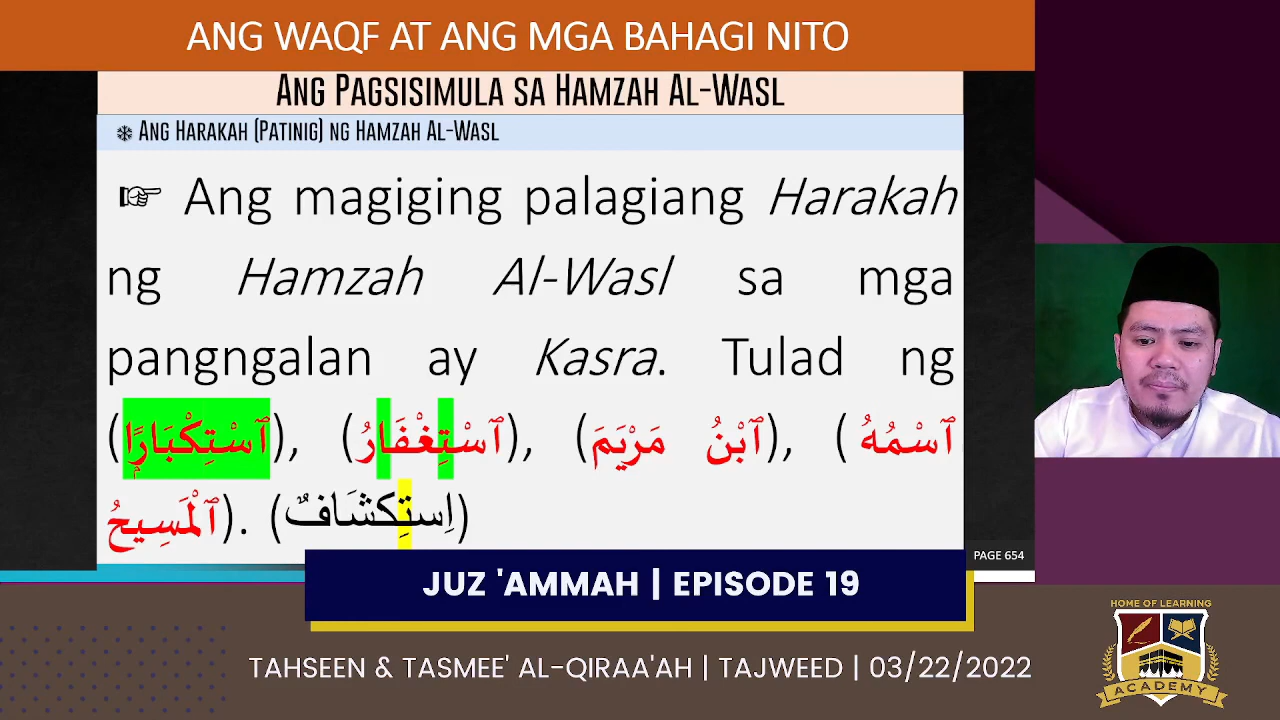 ANG WAQF AT ANG MGA BAHAGI NITO
ANG PAGSISIMULA SA HAMZAH AL-WASL
❄ ANG HARAKAH (PATINIG) NG HAMZAH AL-WASL
☞ Ang magiging palagiang Harakah
ng Hamzah Al-Wasl sa mga
pangngalan ay Kasra. Tulad ng
(ٱسْتِكْبَارًۭا), (ٱسْتِغْفَارُ), (ٱبْنُ مَرْيَمَ), (ٱسْمُهُ
ٱلْمَسِيحُ). (اِستِكشَافٌ)
PAGE 654
JUZ 'AMMAH | EPISODE 19
HOME OF LEARNING
ACADEMY
TAHSEEN & TASMEE' AL-QIRAA'AH | TAJWEED | 03/22/2022